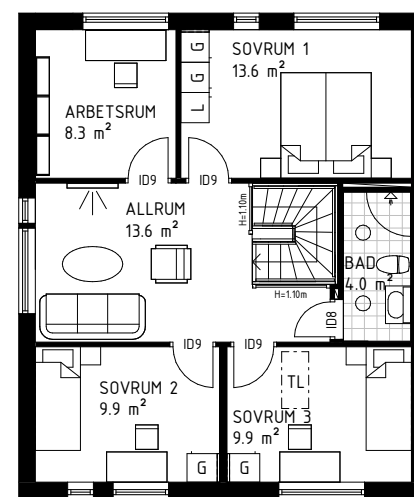 G
SOVRUM 1
13.6 m²
G
L
ARBETSRUM
8.3 m²
ID9
ID9
ALLRUM
13.6 m²
H=1.10m
BAD
4.0 m²
H=1.10m
ID8
ID9
ID9
SOVRUM 2
9.9 m²
TL
SOVRUM 3
9.9 m²
G
G